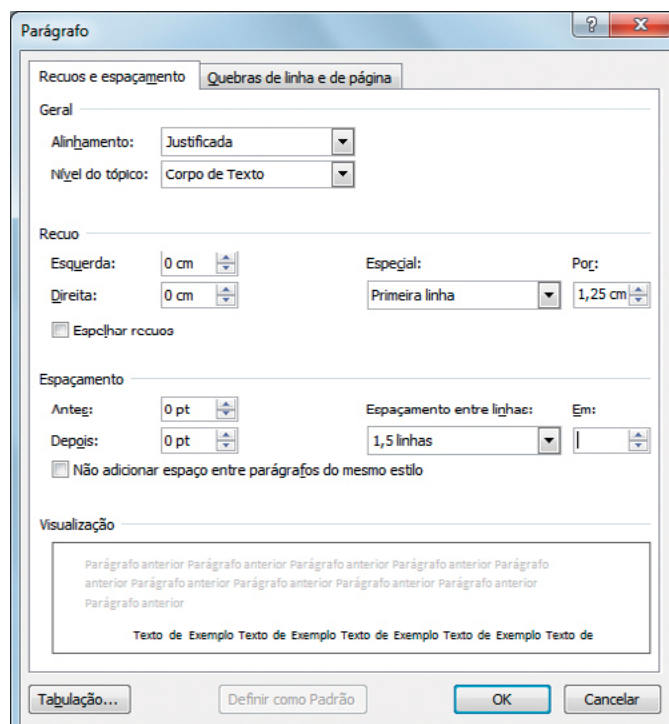 Parágrafo
Recuos e espaçamento Quebras de linha e de página
Geral
Alinhamento: Justificada
Nível do tópico: Corpo de Texto
Recuo
Esquerda: 0 cm Especial: Por:
Direita: 0 cm Primeira linha 1,25 cm
Espelhar recuos
Espaçamento
Antes: 0 pt Espaçamento entre linhas: Em:
Depois: 0 pt 1,5 linhas
Não adicionar espaço entre parágrafos do mesmo estilo
Visualização
Parágrafo anterior Parágrafo anterior Parágrafo anterior Parágrafo anterior Parágrafo
anterior Parágrafo anterior Parágrafo anterior Parágrafo anterior Parágrafo anterior
Parágrafo anterior
Texto de Exemplo Texto de Exemplo Texto de Exemplo Texto de Exemplo Texto de
Tabulação... Definir como Padrão OK Cancelar